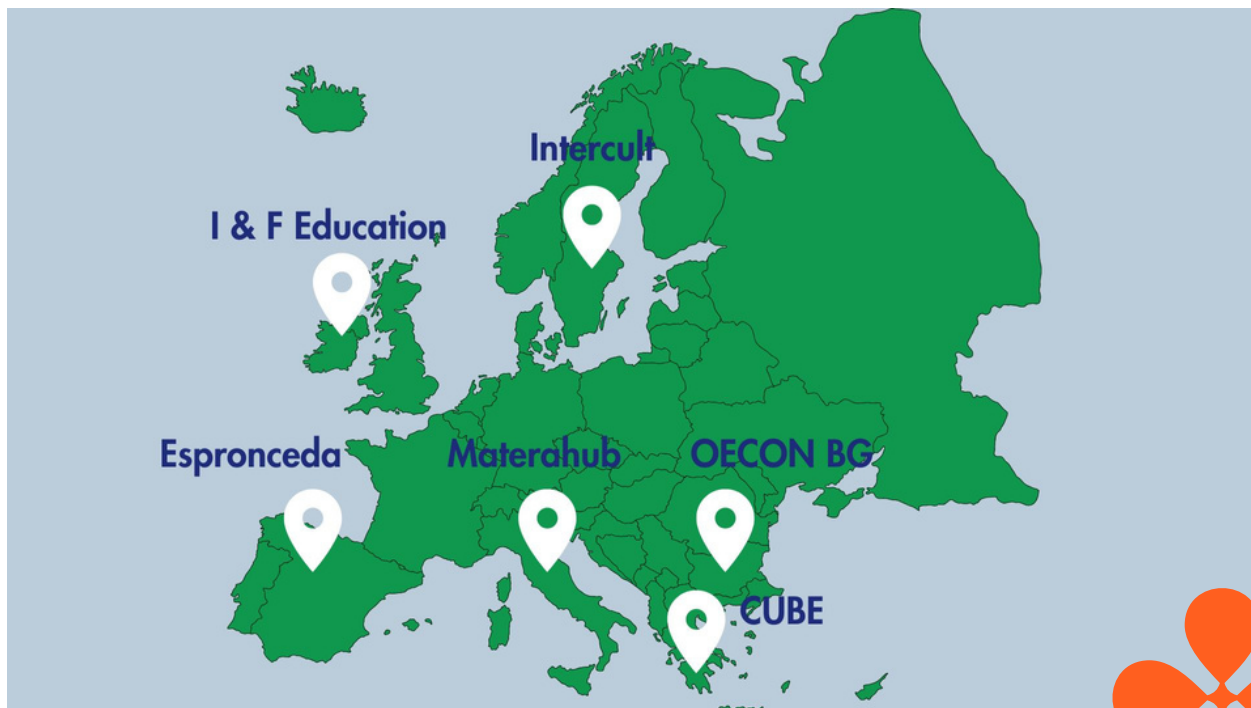 Intercult
I & F Education
Espronceda
Materahub
OECON BG
CUBE